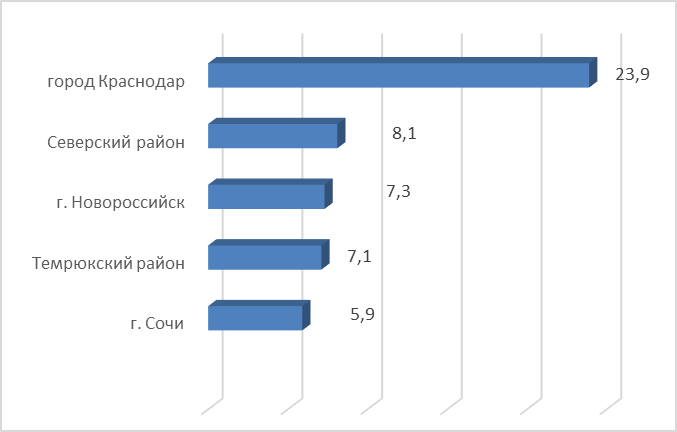 город Краснодар 23,9
Северский район 8,1
г. Новороссийск 7,3
Темрюкский район 7,1
г. Сочи 5,9